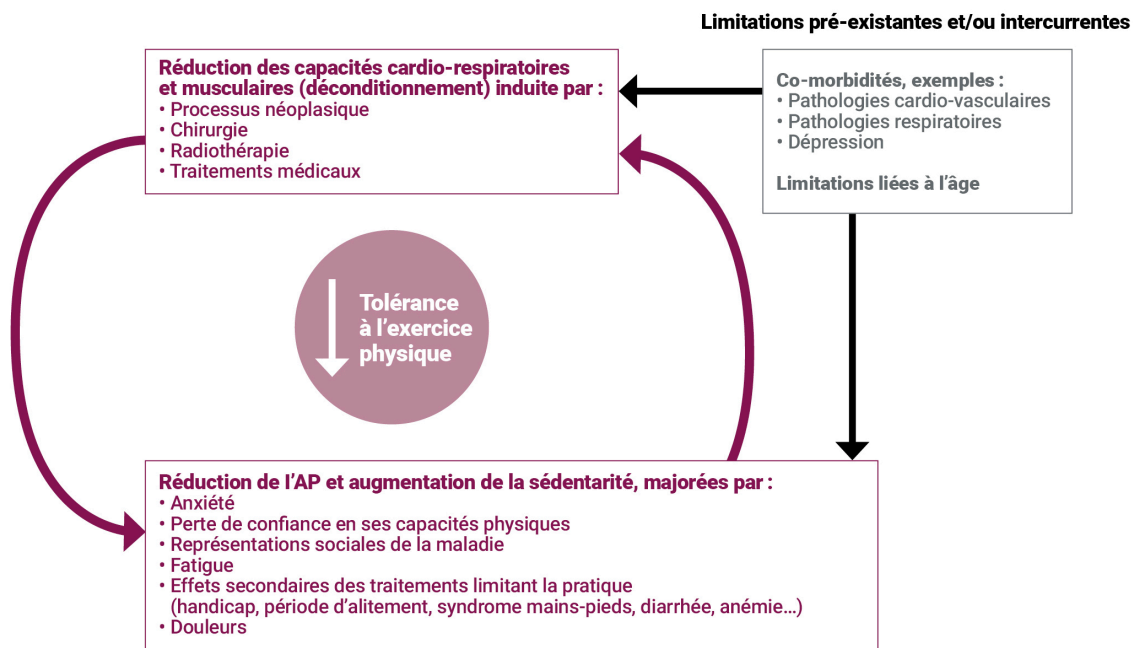 Limitations pré-existantes et/ou intercurrentes
Réduction des capacités cardio-respiratoires
et musculaires (déconditionnement) induite par :
• Processus néoplasique
• Chirurgie
• Radiothérapie
• Traitements médicaux
Co-morbidités, exemples :
• Pathologies cardio-vasculaires
• Pathologies respiratoires
• Dépression
Limitations liées à l’âge
Tolérance
à l’exercice
physique
Réduction de l’AP et augmentation de la sédentarité, majorées par :
• Anxiété
• Perte de confiance en ses capacités physiques
• Représentations sociales de la maladie
• Fatigue
• Effets secondaires des traitements limitant la pratique
(handicap, période d’alitement, syndrome mains-pieds, diarrhée, anémie…)
• Douleurs